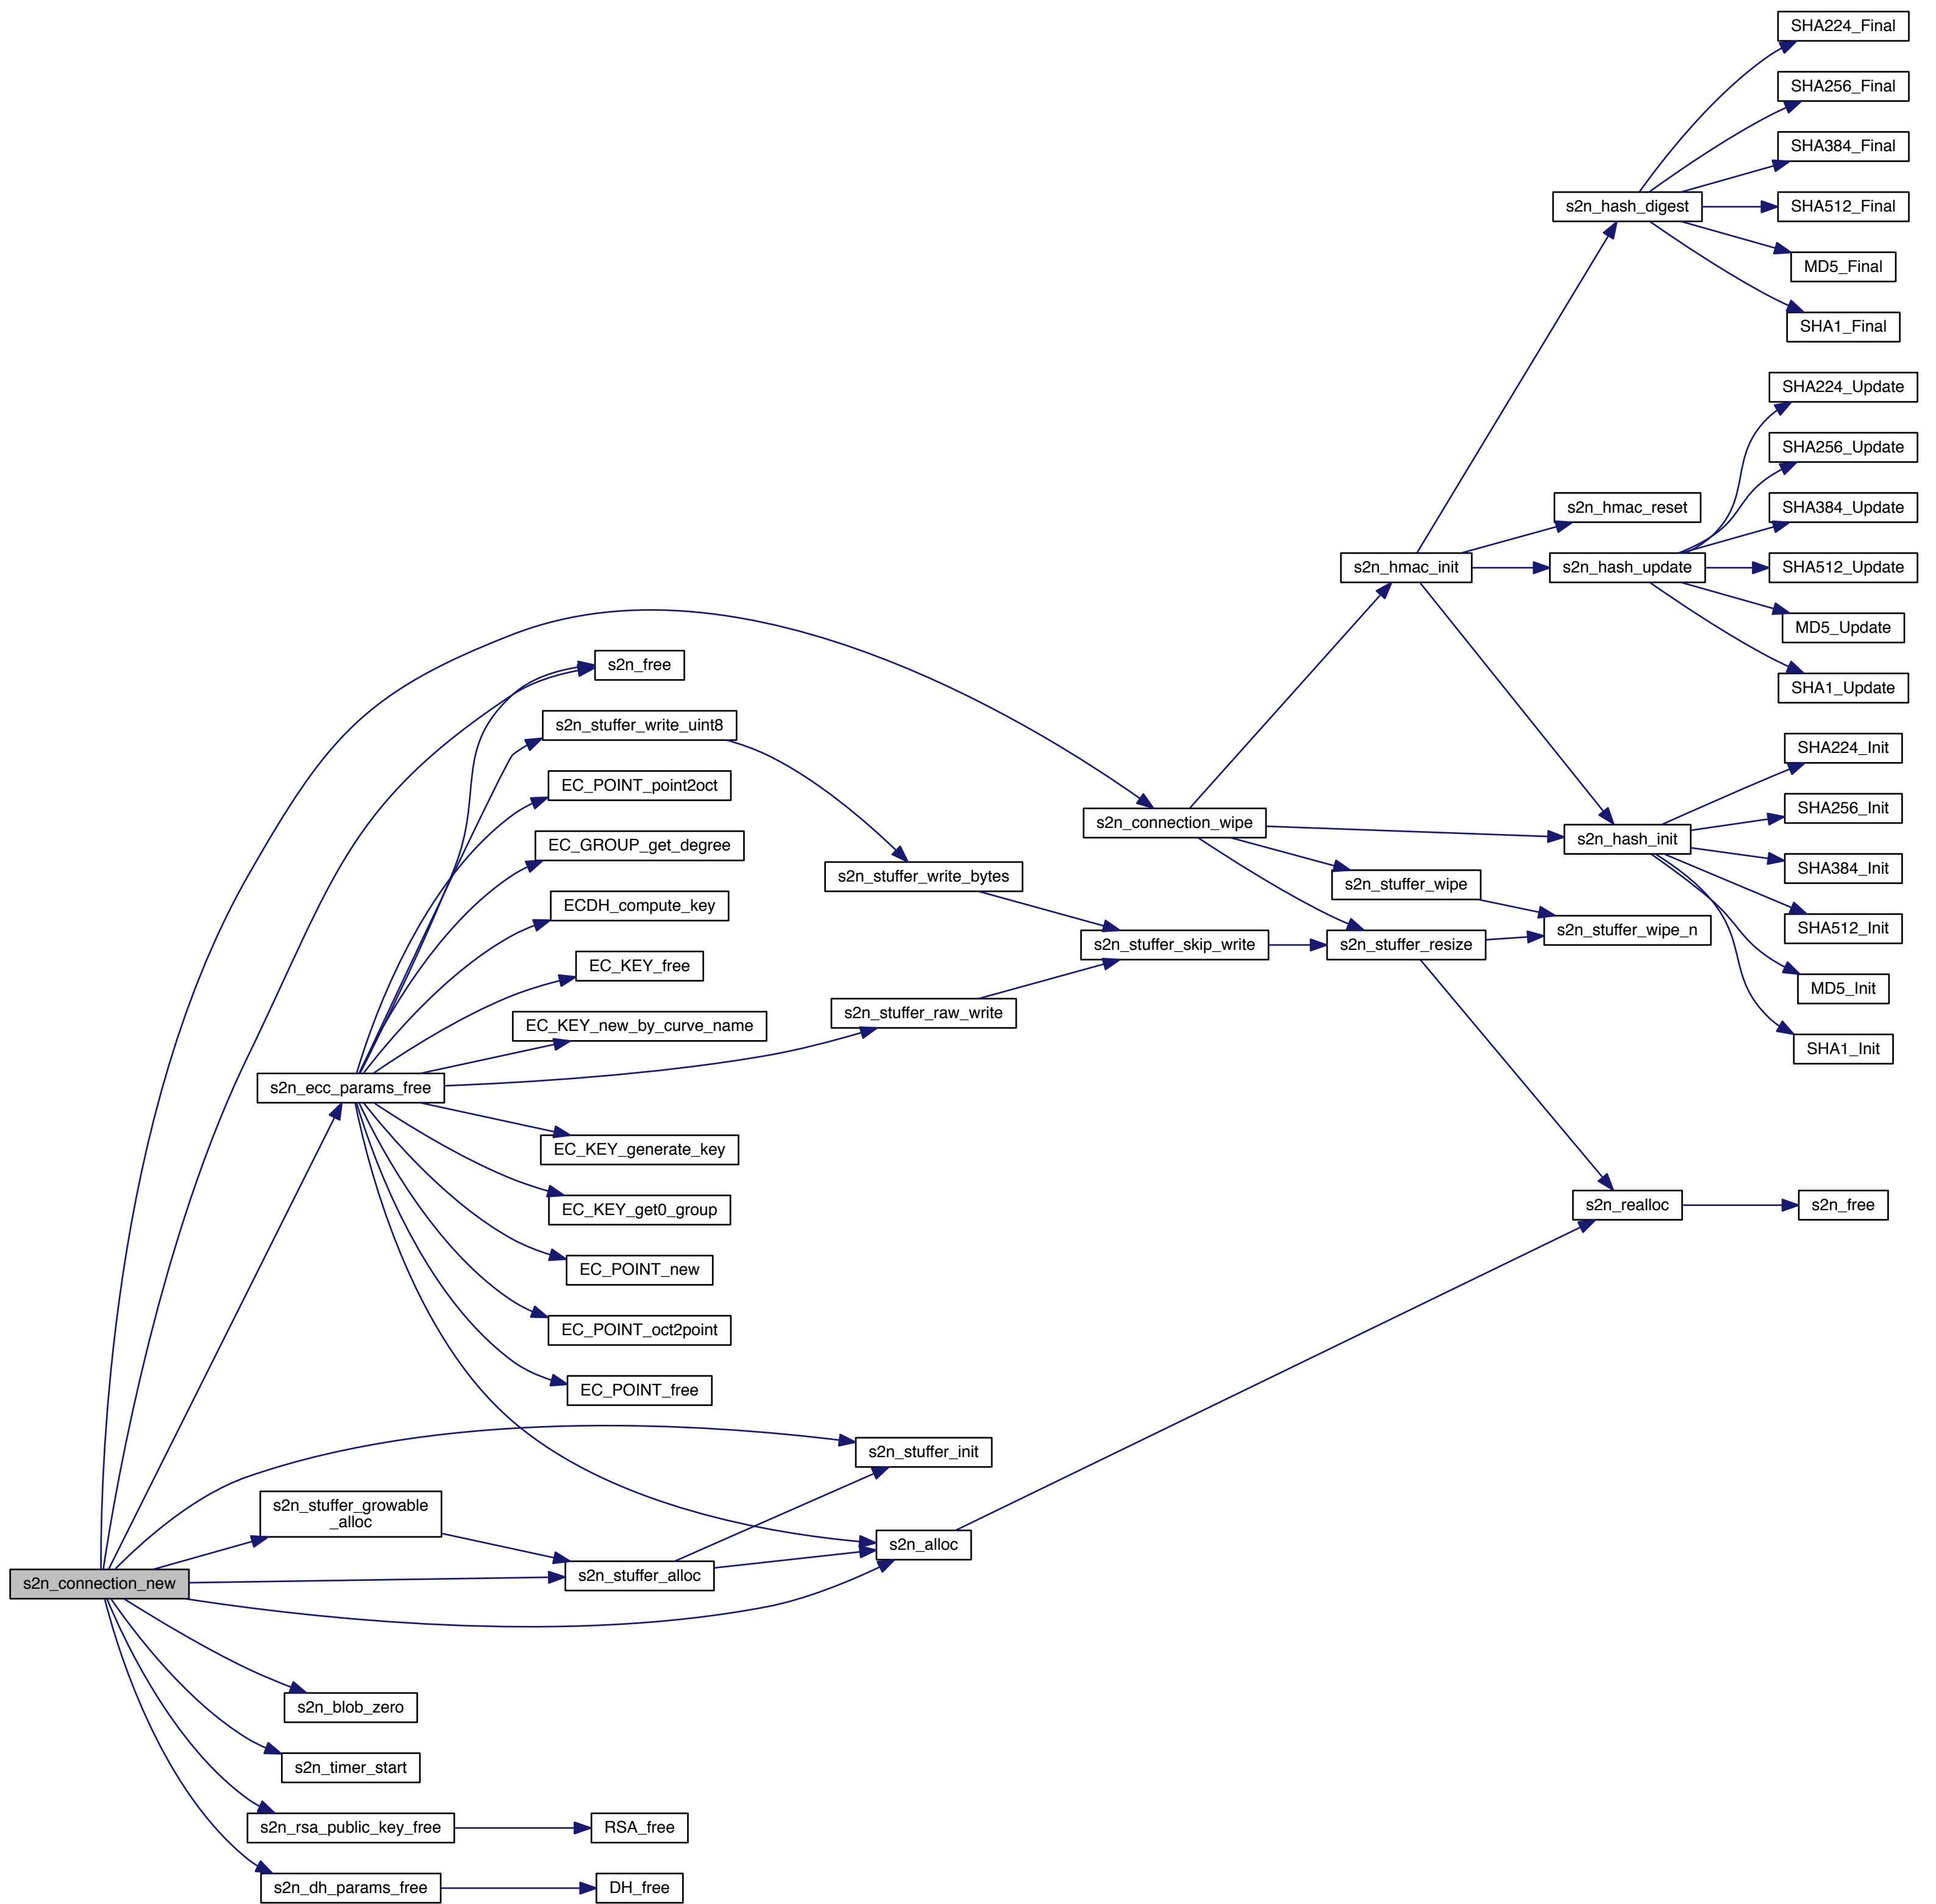 SHA224_Final
SHA256_Final
SHA384_Final
s2n_hash_digest
SHA512_Final
MD5_Final
SHA1_Final
SHA224_Update
SHA256_Update
s2n_hmac_reset
SHA384_Update
s2n_hmac_init
s2n_hash_update
SHA512_Update
MD5_Update
s2n_free
SHA1_Update
s2n_stuffer_write_uint8
SHA224_Init
EC_POINT_point2oct
SHA256_Init
s2n_connection_wipe
s2n_hash_init
EC_GROUP_get_degree
SHA384_Init
s2n_stuffer_write_bytes
s2n_stuffer_wipe
ECDH_compute_key
SHA512_Init
s2n_stuffer_wipe_n
s2n_stuffer_skip_write
s2n_stuffer_resize
EC_KEY_free
MD5_Init
s2n_stuffer_raw_write
EC_KEY_new_by_curve_name
SHA1_Init
s2n_ecc_params_free
EC_KEY_generate_key
s2n_realloc
s2n_free
EC_KEY_get0_group
EC_POINT_new
EC_POINT_oct2point
EC_POINT_free
s2n_stuffer_init
s2n_stuffer_growable
_alloc
s2n_alloc
s2n_stuffer_alloc
s2n_connection_new
s2n_blob_zero
s2n_timer_start
s2n_rsa_public_key_free
RSA_free
s2n_dh_params_free
DH_free